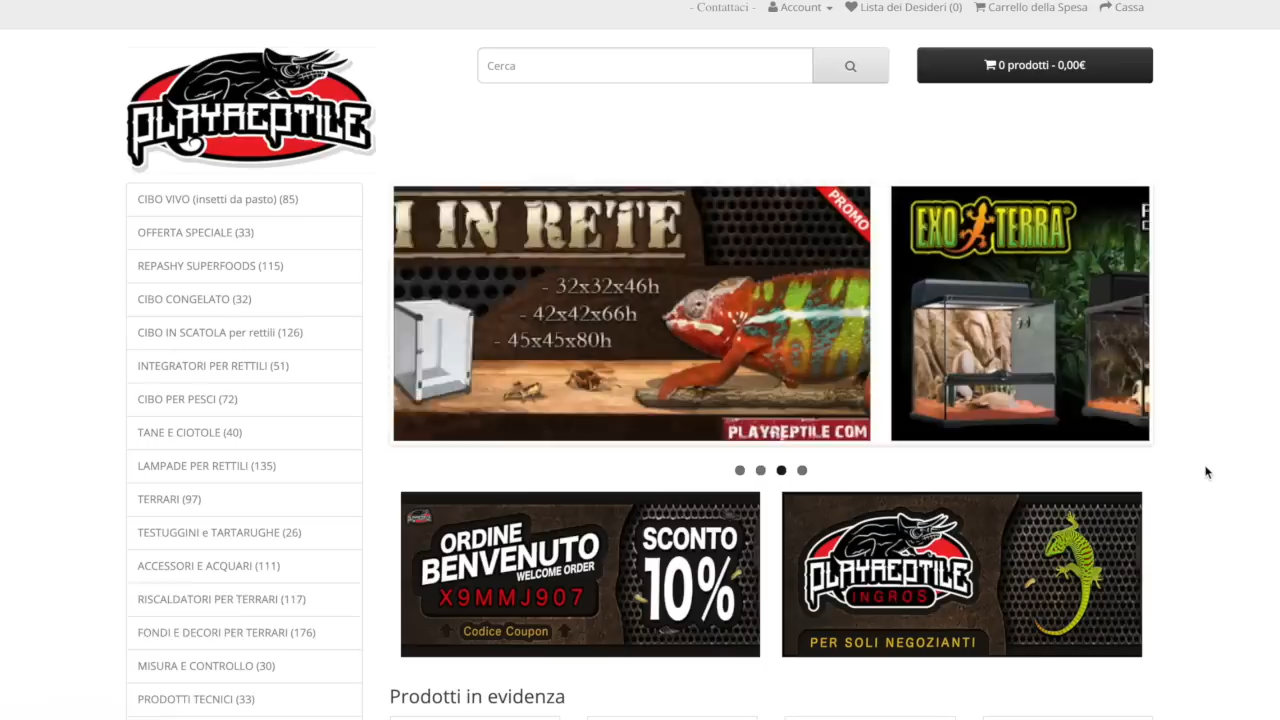 - Contattaci -
Account
Lista dei Desideri (0)
Carrello della Spesa
Cassa
PLAYREPTILE
Cerca
0 prodotti - 0,00€
CIBO VIVO (insetti da pasto) (85)
OFFERTA SPECIALE (33)
REPASHY SUPERFOODS (115)
CIBO CONGELATO (32)
CIBO IN SCATOLA per rettili (126)
INTEGRATORI PER RETTILI (51)
CIBO PER PESCI (72)
TANE E CIOTOLE (40)
LAMPADE PER RETTILI (135)
TERRARI (97)
TESTUGGINI e TARTARUGHE (26)
ACCESSORI E ACQUARI (111)
RISCALDATORI PER TERRARI (117)
FONDI E DECORI PER TERRARI (176)
MISURA E CONTROLLO (30)
PRODOTTI TECNICI (33)
IN RETE
PROMO
- 32x32x46h
- 42x42x66h
- 45x45x80h
PLAYREPTILE COM
EXO TERRA
ORDINE
BENVENUTO
WELCOME ORDER
X9MMJ907
Codice Coupon
SCONTO
10%
PLAYREPTILE
INGROS
PER SOLI NEGOZIANTI
Prodotti in evidenza